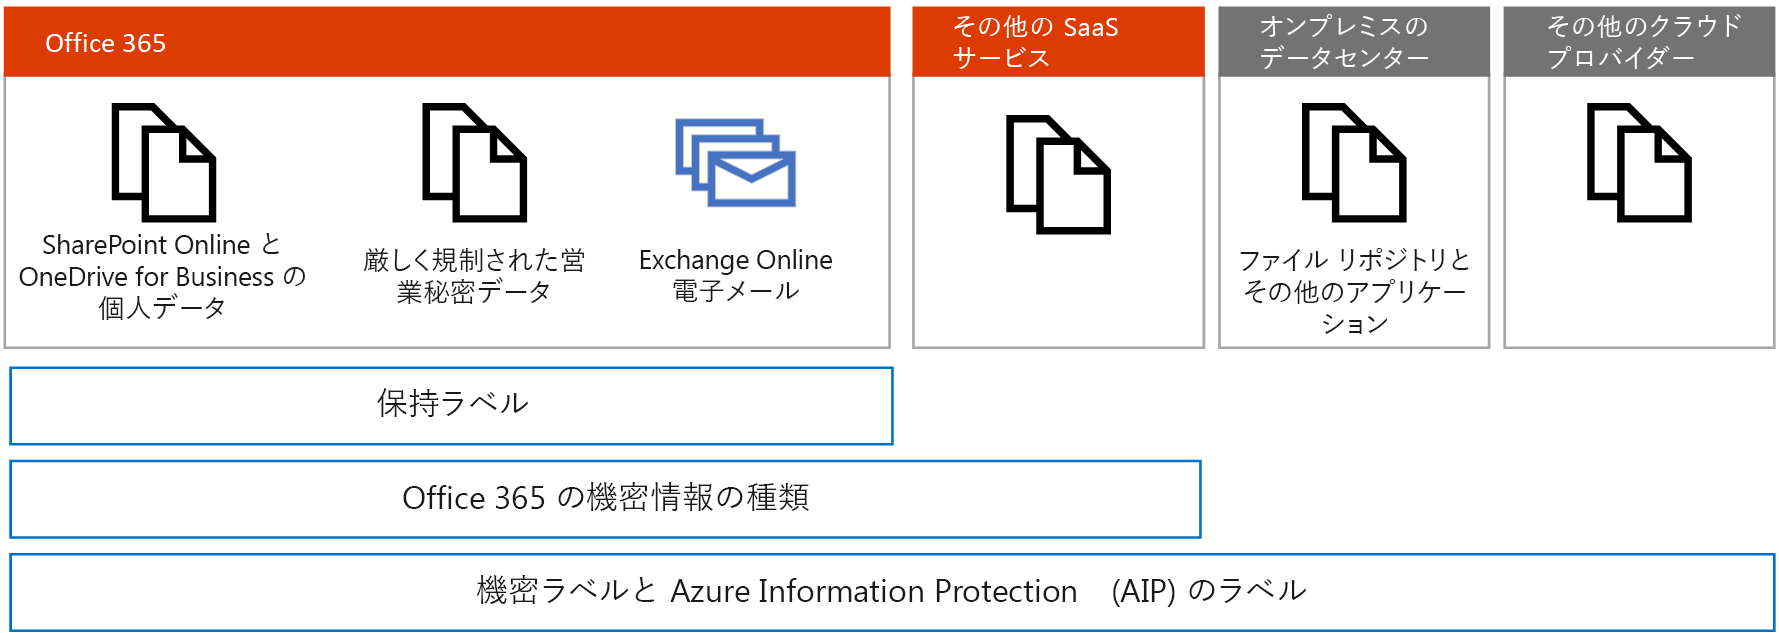 Office 365
その他の SaaS
サービス
オンプレミスの
データセンター
その他のクラウド
プロバイダー
SharePoint Online と
OneDrive for Business の
個人データ
厳しく規制された営
業秘密データ
Exchange Online
電子メール
ファイル リポジトリと
その他のアプリケー
ション
保持ラベル
Office 365 の機密情報の種類
機密ラベルと Azure Information Protection (AIP) のラベル